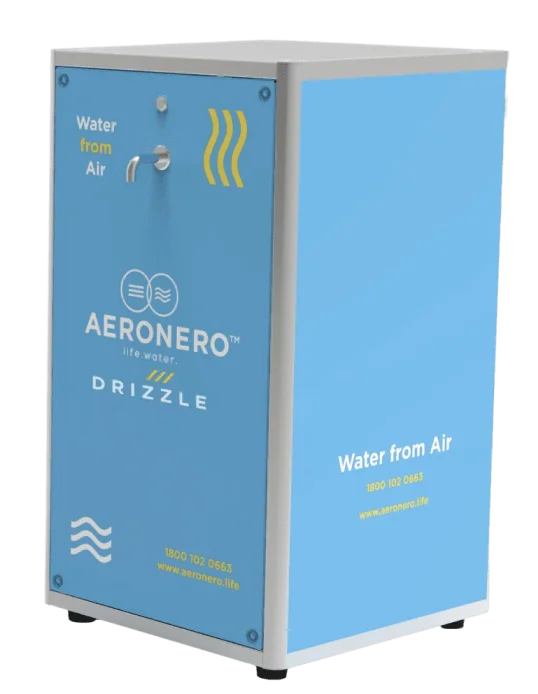 Water
from
Air
AERONERO™
life.water.
DRIZZLE
1800 102 0663
www.aeronero.life
Water from Air
1800 102 0663
www.aeronero.life